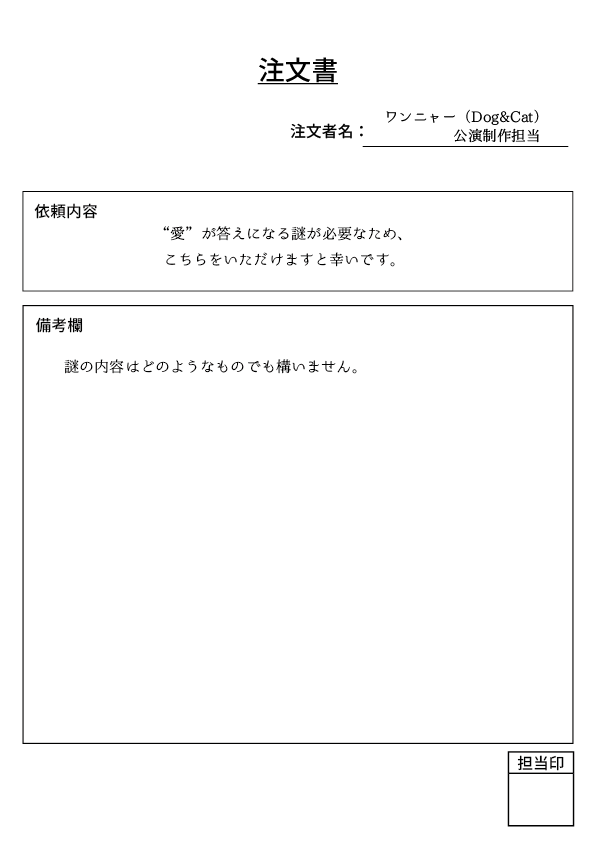 注文書
注文者名：
ワンニャー（Dog&Cat）
公演制作担当
依頼内容
“愛”が答えになる謎が必要なため、
こちらをいただけますと幸いです。
備考欄
謎の内容はどのようなものでも構いません。
担当印